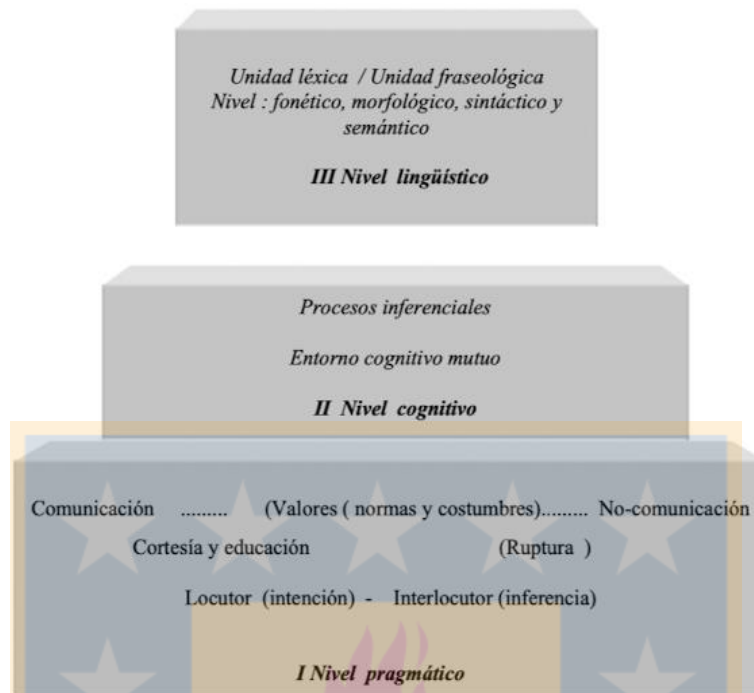 Unidad léxica / Unidad fraseológica
Nivel : fonético, morfológico, sintáctico y
semántico
III Nivel lingüístico
Procesos inferenciales
Entorno cognitivo mutuo
II Nivel cognitivo
Comunicación ......... (Valores ( normas y costumbres)......... No-comunicación
Cortesía y educación (Ruptura )
Locutor (intención) - Interlocutor (inferencia)
I Nivel pragmático